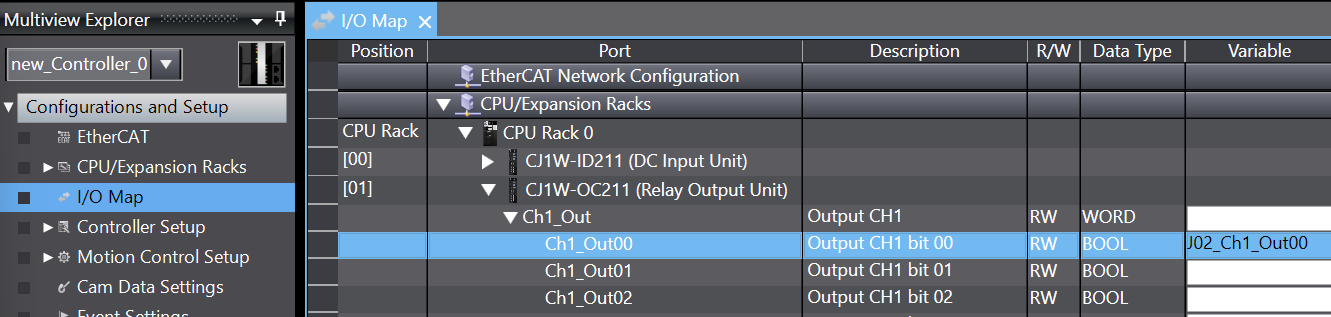 Multiview Explorer
new_Controller_0
Configurations and Setup
EtherCAT
CPU/Expansion Racks
I/O Map
Controller Setup
Motion Control Setup
Cam Data Settings
Event Settings
I/O Map
Position Port Description R/W Data Type Variable
EtherCAT Network Configuration
CPU/Expansion Racks
CPU Rack CPU Rack 0
[00] CJ1W-ID211 (DC Input Unit)
[01] CJ1W-OC211 (Relay Output Unit)
Ch1_Out Output CH1 RW WORD
Ch1_Out00 Output CH1 bit 00 RW BOOL J02_Ch1_Out00
Ch1_Out01 Output CH1 bit 01 RW BOOL
Ch1_Out02 Output CH1 bit 02 RW BOOL